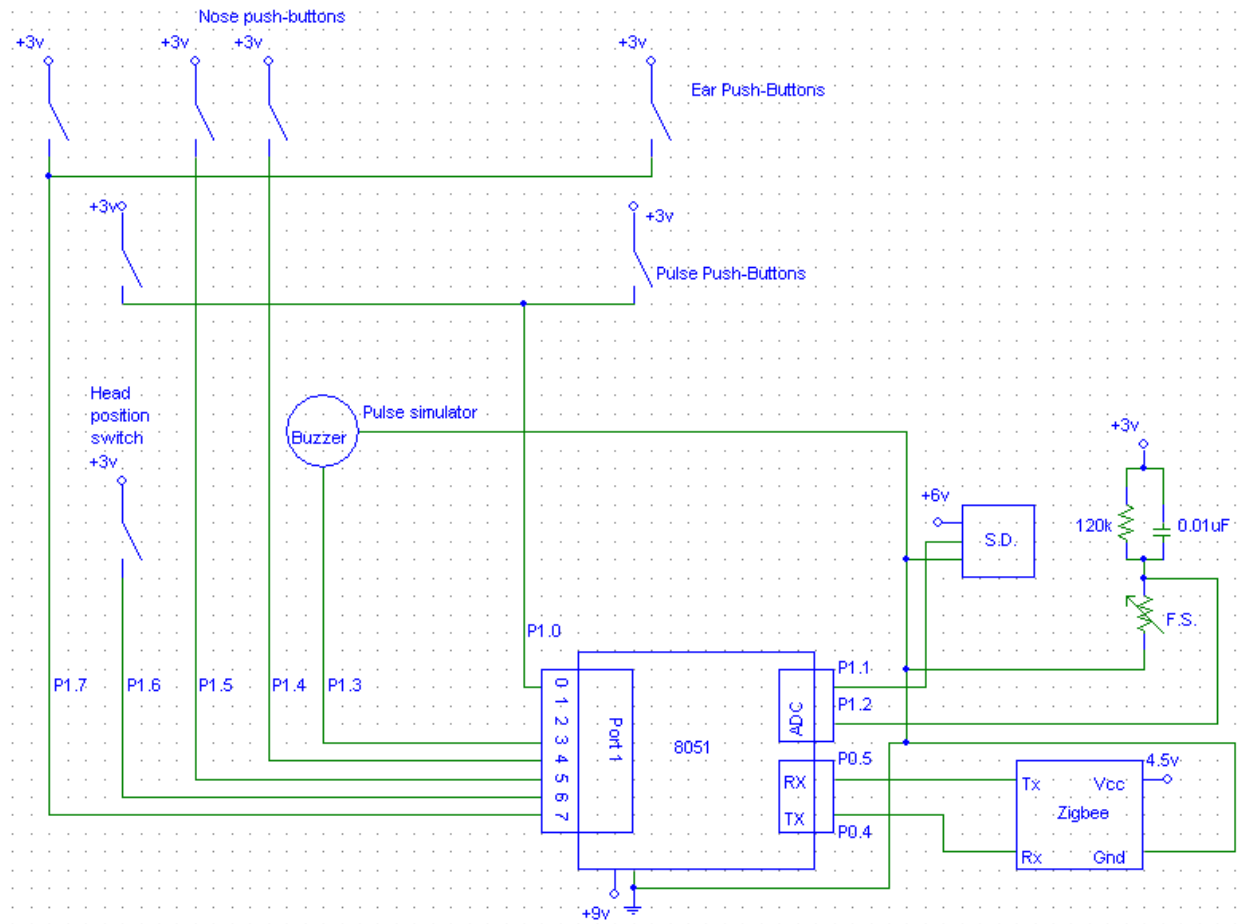 Nose push-buttons
+3v
+3v
+3v
+3v
Ear Push-Buttons
+3v
+3v
Pulse Push-Buttons
Head
position
switch
+3v
Buzzer
Pulse simulator
+3v
+6v
S.D.
120k
0.01uF
F.S.
P1.0
P1.7
P1.6
P1.5
P1.4
P1.3
0
1
2
3
4
5
6
7
Port 1
8051
ADC
P1.1
P1.2
RX
TX
P0.5
P0.4
4.5v
Tx
Vcc
Zigbee
Rx
Gnd
+9v